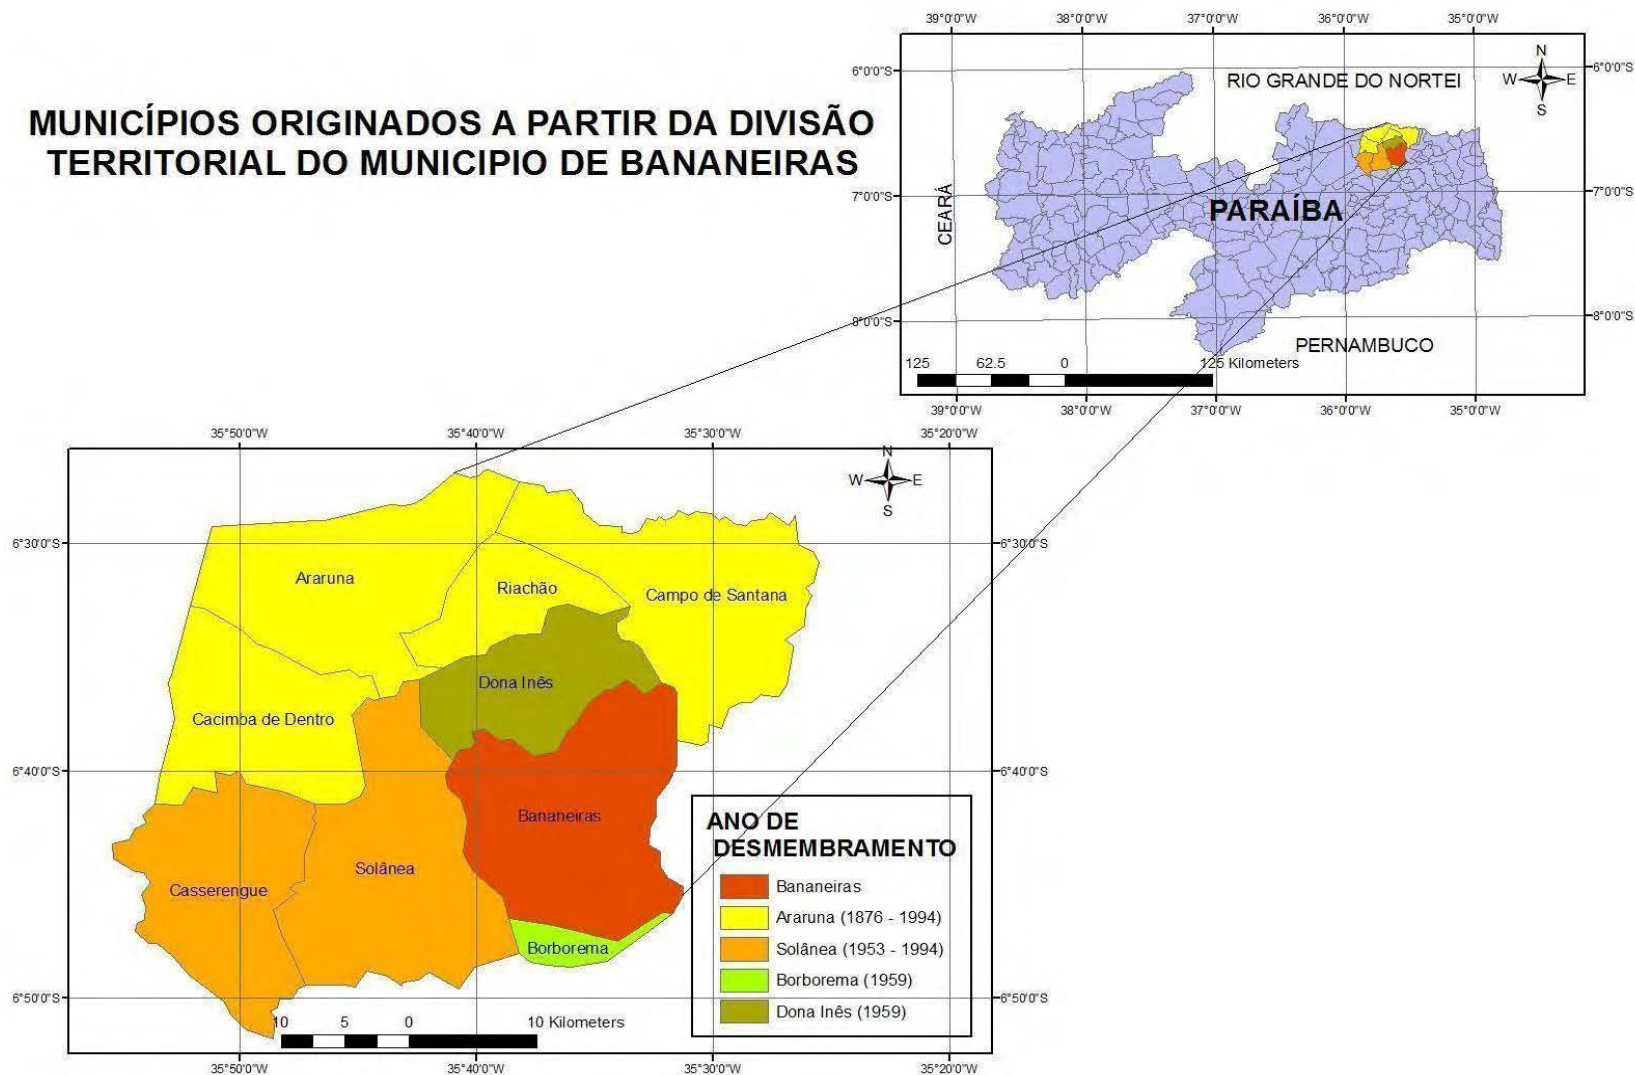 MUNICÍPIOS ORIGINADOS A PARTIR DA DIVISÃO
TERRITORIAL DO MUNICIPIO DE BANANEIRAS
39°0'0"W 38°0'0"W 37°0'0"W 36°0'0"W 35°0'0"W
6°0'0"S
6°0'0"S
RIO GRANDE DO NORTEI
N
W E
S
7°0'0"S
7°0'0"S
CEARÁ
PARAÍBA
8°0'0"S
8°0'0"S
PERNAMBUCO
125 62.5 0 125 Kilometers
39°0'0"W 38°0'0"W 37°0'0"W 36°0'0"W 35°0'0"W
35°50'0"W 35°40'0"W 35°30'0"W 35°20'0"W
N
W E
S
6°30'0"S
6°30'0"S
Araruna
Riachão
Campo de Santana
Dona Inês
Cacimba de Dentro
6°40'0"S
6°40'0"S
Bananeiras
Solânea
Casserengue
Borborema
ANO DE
DESMEMBRAMENTO
Bananeiras
Araruna (1876 - 1994)
Solânea (1953 - 1994)
Borborema (1959)
Dona Inês (1959)
6°50'0"S
6°50'0"S
10 5 0 10 Kilometers
35°50'0"W 35°40'0"W 35°30'0"W 35°20'0"W